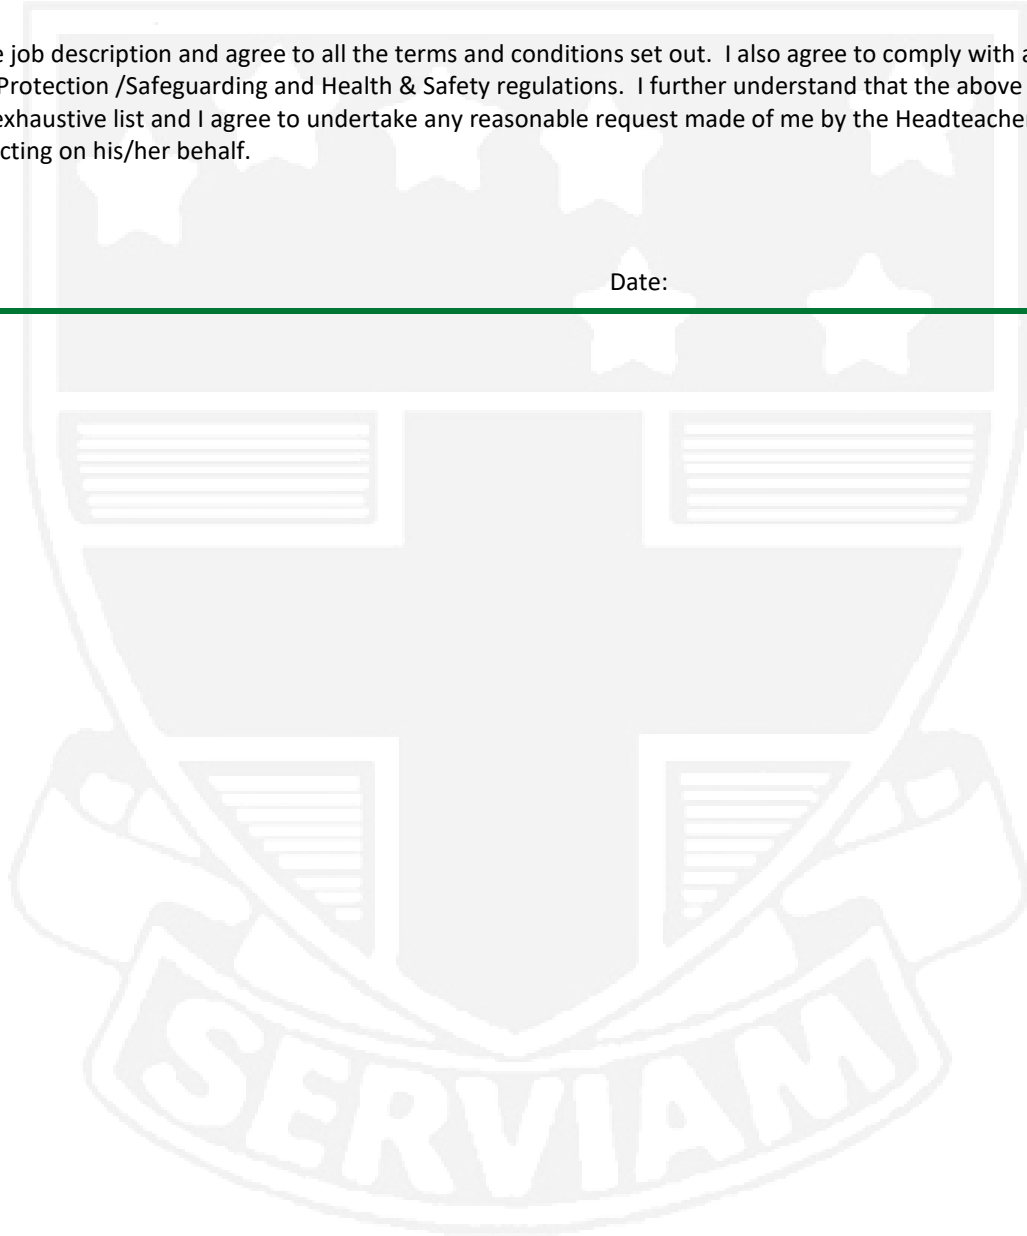 job description and agree to all the terms and conditions set out. I also agree to comply with
Protection /Safeguarding and Health & Safety regulations. I further understand that the above
exhaustive list and I agree to undertake any reasonable request made of me by the Headteacher
cting on his/her behalf.
Date:
SERVIAM